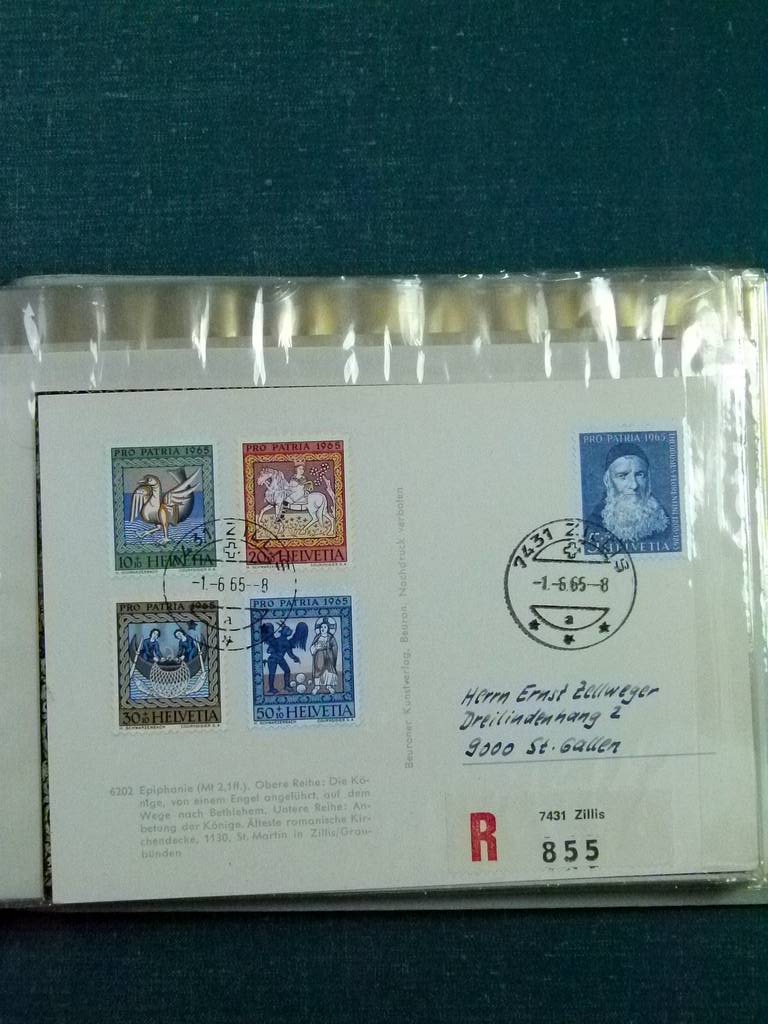 PRO PATRIA 1965
10+10 HELVETIA
PRO PATRIA 1965
HELVETIA
PRO PATRIA 1965
30+10 HELVETIA
PRO PATRIA 1965
50+10 HELVETIA
-1.-6.65--8
a
PRO PATRIA 1965
HELVETIA
7431 ZILLIS
-1.-6.65--8
a
Beuroner Kunstverlag, Beuron. Nachdruck verboten
Herrn Ernst Zellweger
Dreilindenhang 2
9000 St. Gallen
6202 Epiphanie (Mt 2,1ff.). Obere Reihe: Die Kö-
nige, von einem Engel angeführt, auf dem
Wege nach Bethlehem. Untere Reihe: An-
betung der Könige. Älteste romanische Kir-
chendecke, 1130, St. Martin in Zillis/Grau-
bünden
R
7431 Zillis
855